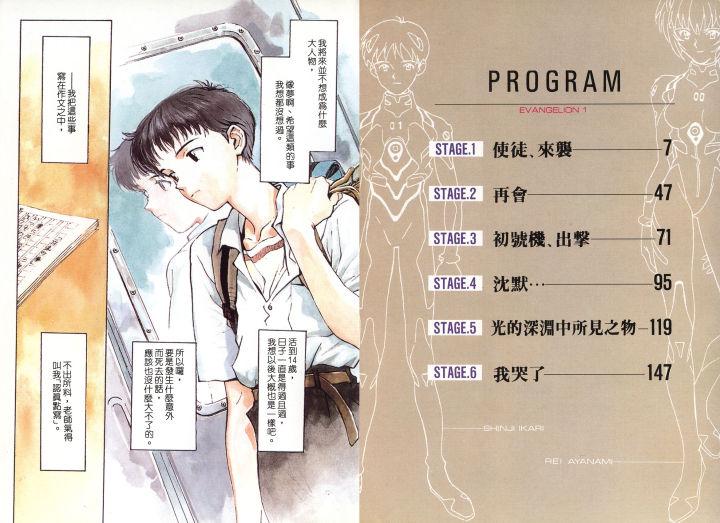 PROGRAM
EVANGELION 1
STAGE.1 使徒、來襲 7
STAGE.2 再會 47
STAGE.3 初號機、出擊 71
STAGE.4 沈默… 95
STAGE.5 光的深淵中所見之物 119
STAGE.6 我哭了 147
SHINJI IKARI
REI AYANAMI
我將來並不想成為什麼
大人物，
像夢啊、希望這類的事
我想都沒想過。
活到14歲，
日子一直是得過且過，
我想以後大概也是一樣吧。
所以囉，
要是發生什麼意外
而死去的話，
應該也沒什麼大不了的。
──我把這些事
寫在作文之中，
不出所料，老師氣得
叫我「認真點寫」。